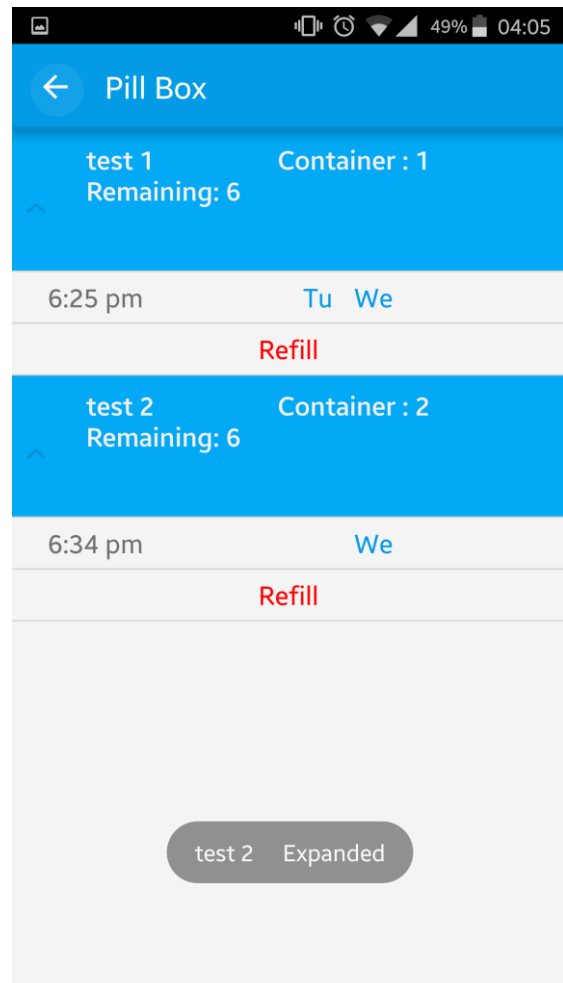 49% 04:05
Pill Box
test 1 Container : 1
Remaining: 6
6:25 pm Tu We
Refill
test 2 Container : 2
Remaining: 6
6:34 pm We
Refill
test 2 Expanded